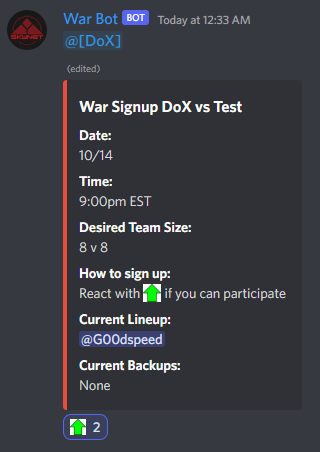 War Bot BOT Today at 12:33 AM
@[DoX]
(edited)
War Signup DoX vs Test
Date:
10/14
Time:
9:00pm EST
Desired Team Size:
8 v 8
How to sign up:
React with if you can participate
Current Lineup:
@G00dspeed
Current Backups:
None
2